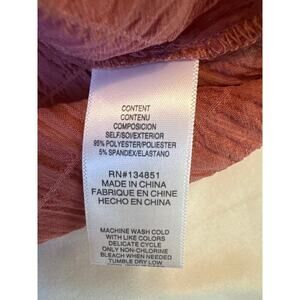 CONTENT
CONTENU
COMPOSICION
SELF/SOI/EXTERIOR
95% POLYESTER/POLIESTER
5% SPANDEX/ELASTANO
RN#134851
MADE IN CHINA
FABRIQUE EN CHINE
HECHO EN CHINA
MACHINE WASH COLD
WITH LIKE COLORS
DELICATE CYCLE
ONLY NON-CHLORINE
BLEACH WHEN NEEDED
TUMBLE DRY LOW